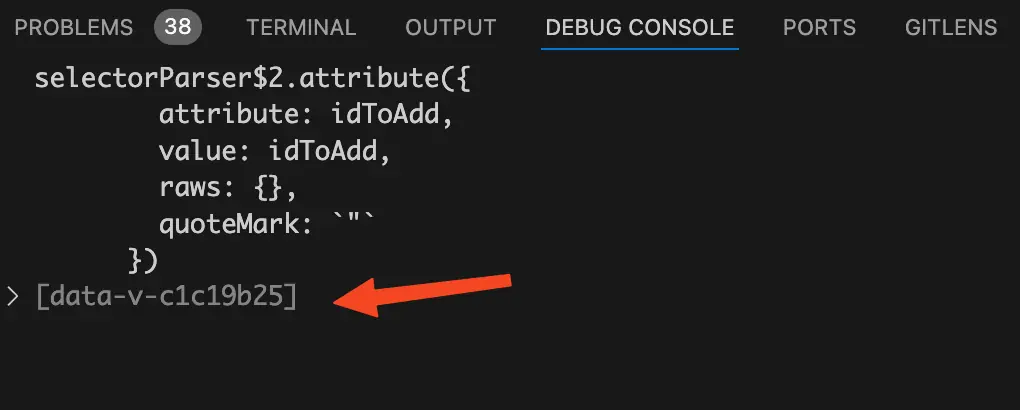 PROBLEMS 38 TERMINAL OUTPUT DEBUG CONSOLE PORTS GITLENS
selectorParser$2.attribute({
attribute: idToAdd,
value: idToAdd,
raws: {},
quoteMark: `"`
})
> [data-v-c1c19b25]